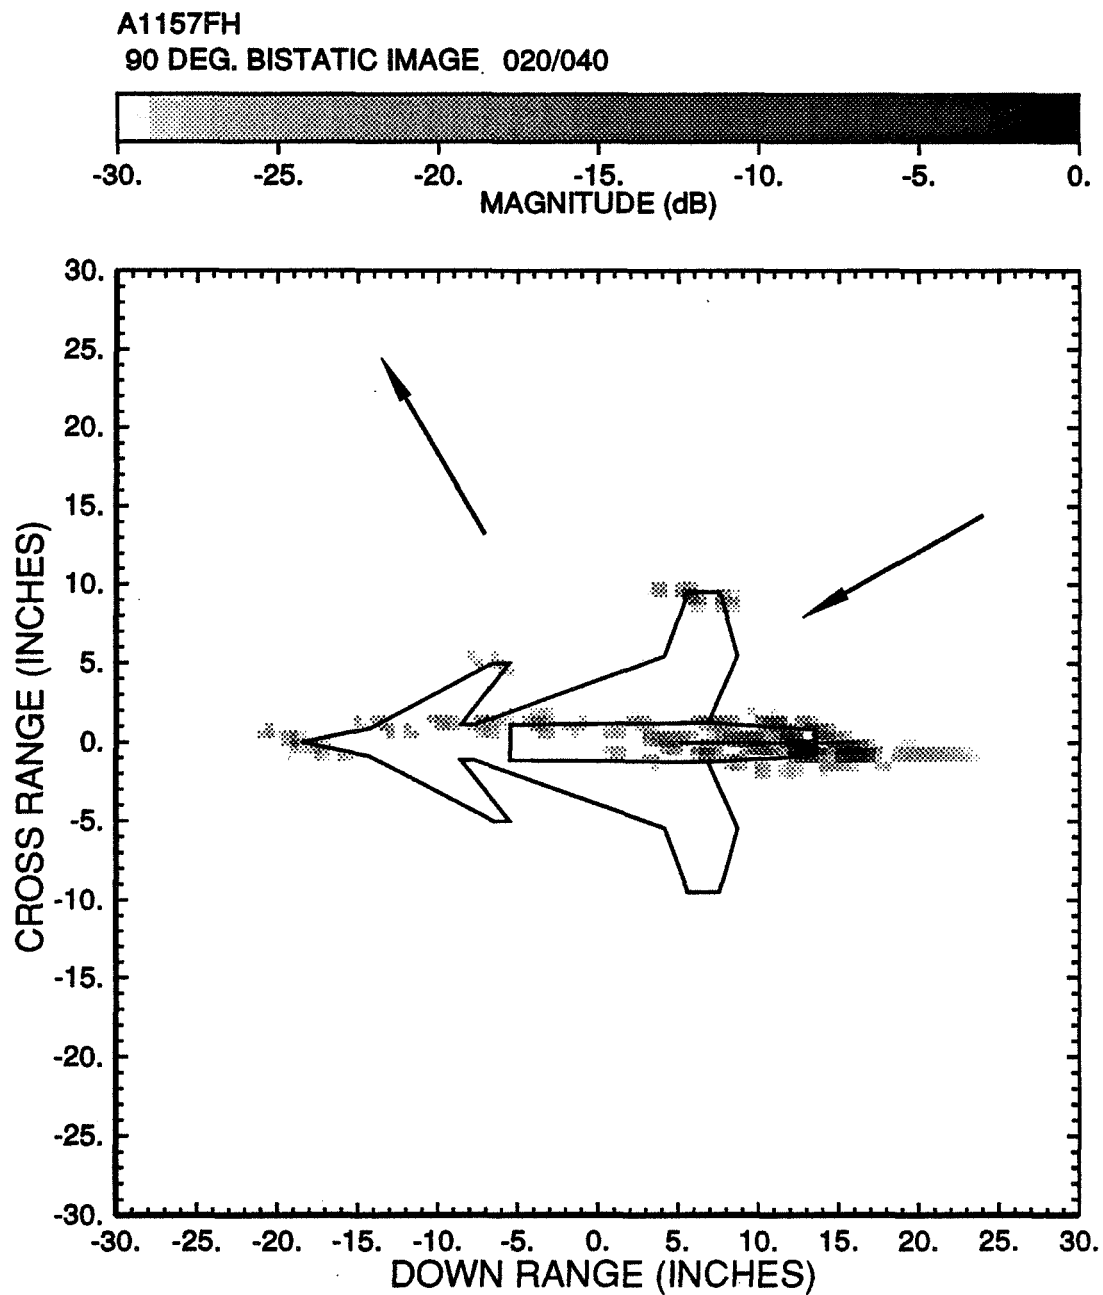 A1157FH
90 DEG. BISTATIC IMAGE 020/040
-30. -25. -20. -15. -10. -5. 0.
MAGNITUDE (dB)
30.
25.
20.
15.
10.
5.
0.
-5.
-10.
-15.
-20.
-25.
-30.
CROSS RANGE (INCHES)
-30. -25. -20. -15. -10. -5. 0. 5. 10. 15. 20. 25. 30.
DOWN RANGE (INCHES)